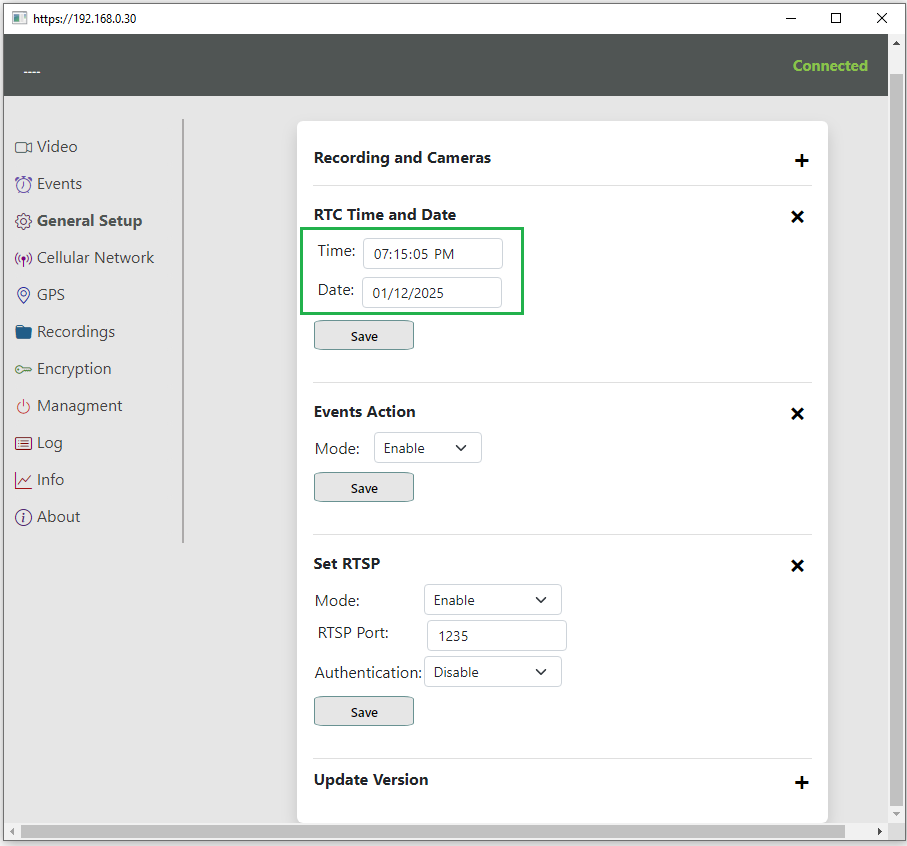 https://192.168.0.30
----
Connected
Video
Events
General Setup
Cellular Network
GPS
Recordings
Encryption
Managment
Log
Info
About
Recording and Cameras
RTC Time and Date
Time: 07:15:05 PM
Date: 01/12/2025
Save
Events Action
Mode: Enable
Save
Set RTSP
Mode: Enable
RTSP Port: 1235
Authentication: Disable
Save
Update Version